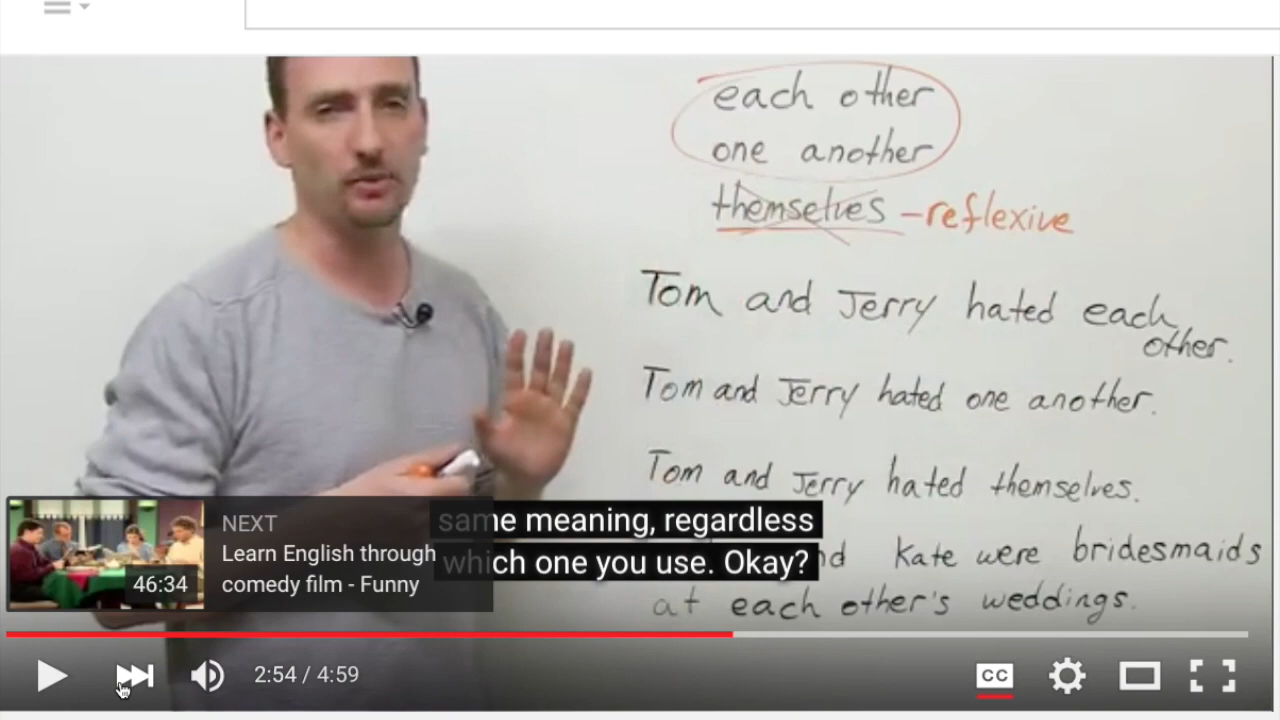 each other
one another
themselves - reflexive
Tom and Jerry hated each
other.
Tom and Jerry hated one another.
Tom and Jerry hated themselves.
nd Kate were bridesmaids
at each other's weddings.
same meaning, regardless
which one you use. Okay?
NEXT
Learn English through
comedy film - Funny
46:34
2:54 / 4:59
CC